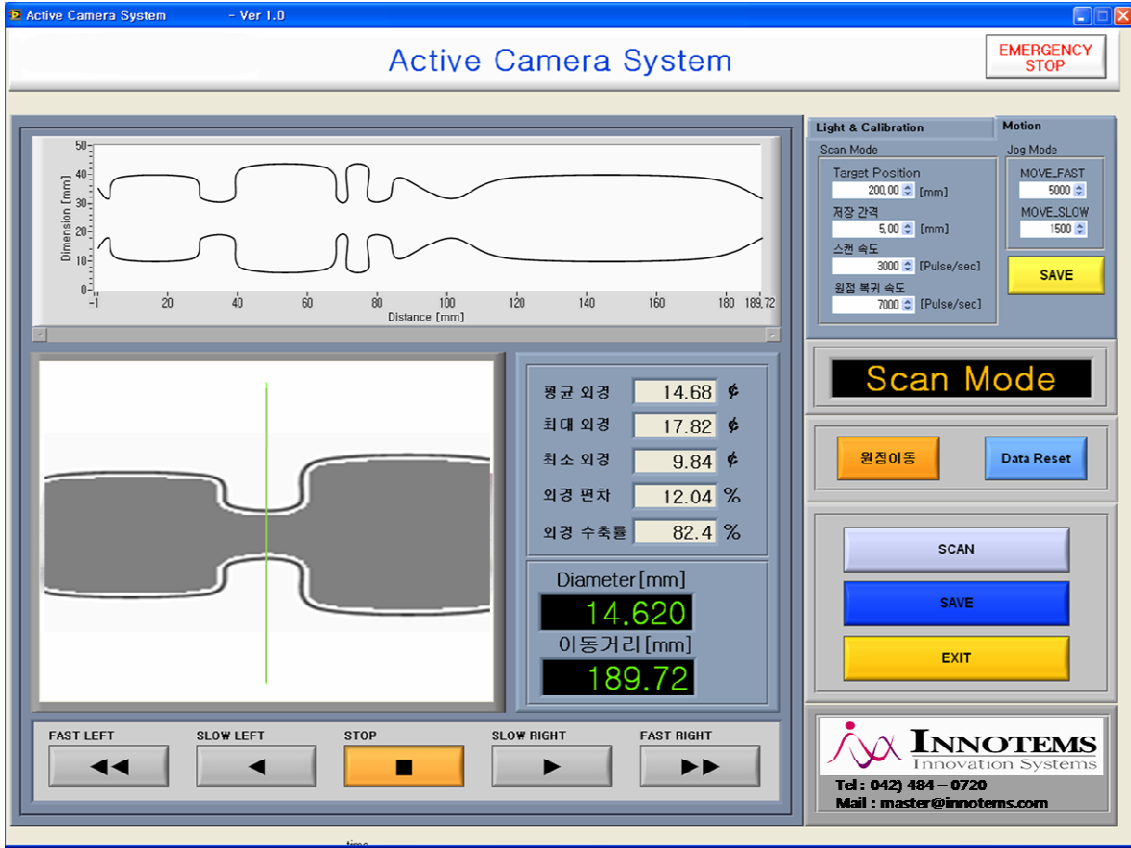 Active Camera System - Ver 1.0
Active Camera System
EMERGENCY
STOP
50
40
30
20
10
0
Dimension [mm]
-1 20 40 60 80 100 120 140 160 180 189,72
Distance [mm]
Light & Calibration
Motion
Scan Mode
Target Position
200,00 [mm]
저장 간격
5,00 [mm]
스캔 속도
3000 [Pulse/sec]
원점 복귀 속도
7000 [Pulse/sec]
Jog Mode
MOVE_FAST
5000
MOVE_SLOW
1500
SAVE
Scan Mode
원점이동
Data Reset
평균 외경 14.68 ¢
최대 외경 17.82 ¢
최소 외경 9.84 ¢
외경 편차 12.04 %
외경 수축률 82.4 %
Diameter[mm]
14.620
이동거리[mm]
189.72
SCAN
SAVE
EXIT
FAST LEFT
SLOW LEFT
STOP
SLOW RIGHT
FAST RIGHT
INNOTEMS
Innovation Systems
Tel : 042) 484 - 0720
Mail : master@innotems.com
time